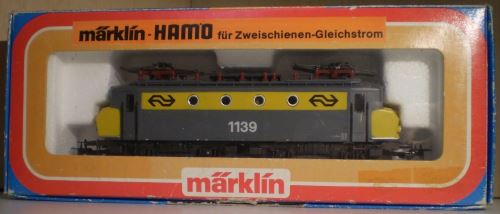 märklin - HAMO für Zweischienen-Gleichstrom
1139
märklin